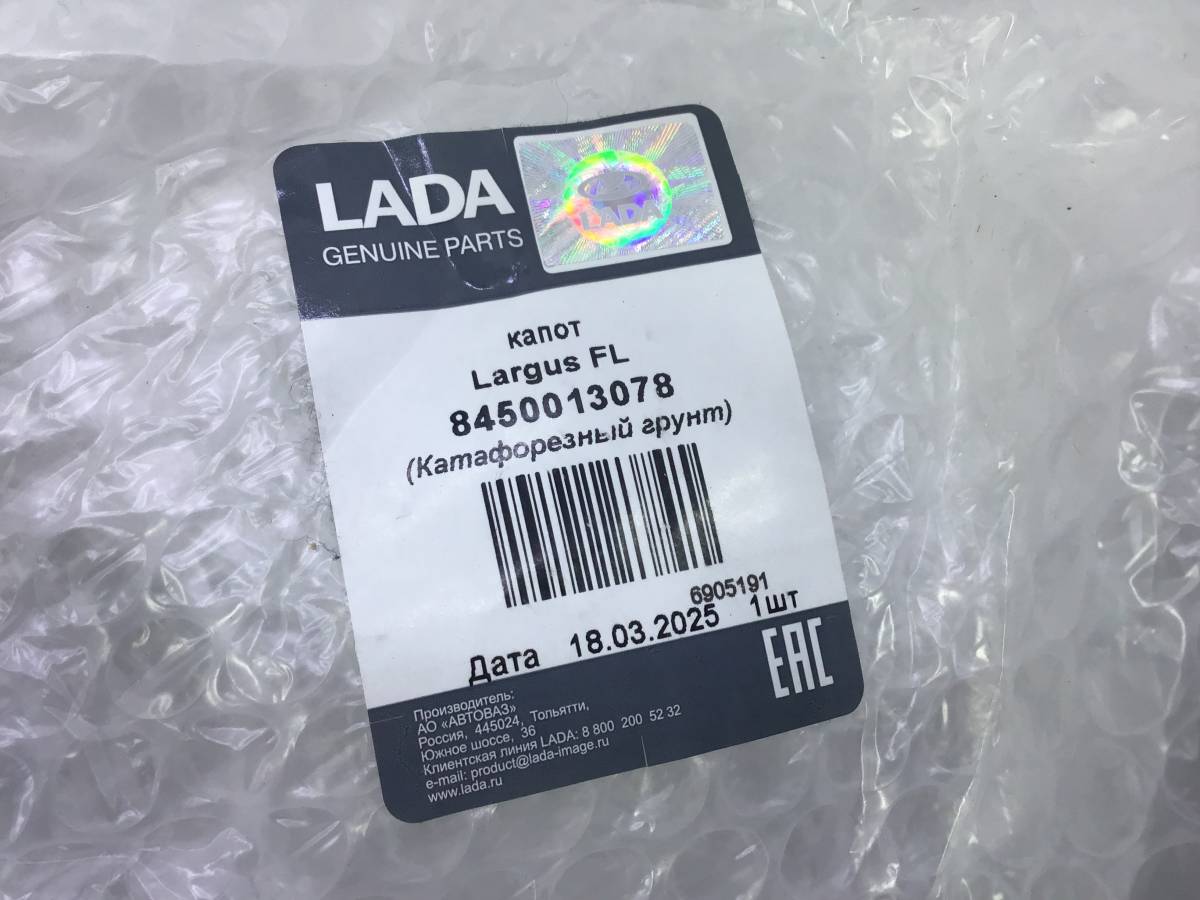 LADA
GENUINE PARTS
LADA
капот
Largus FL
8450013078
(Катафорезный грунт)
6905191
Дата 18.03.2025 1шт
EAC
Производитель:
АО «АВТОВАЗ»
Россия, 445024, Тольятти,
Южное шоссе, 36
Клиентская линия LADA: 8 800 200 52 32
e-mail: product@lada-image.ru
www.lada.ru